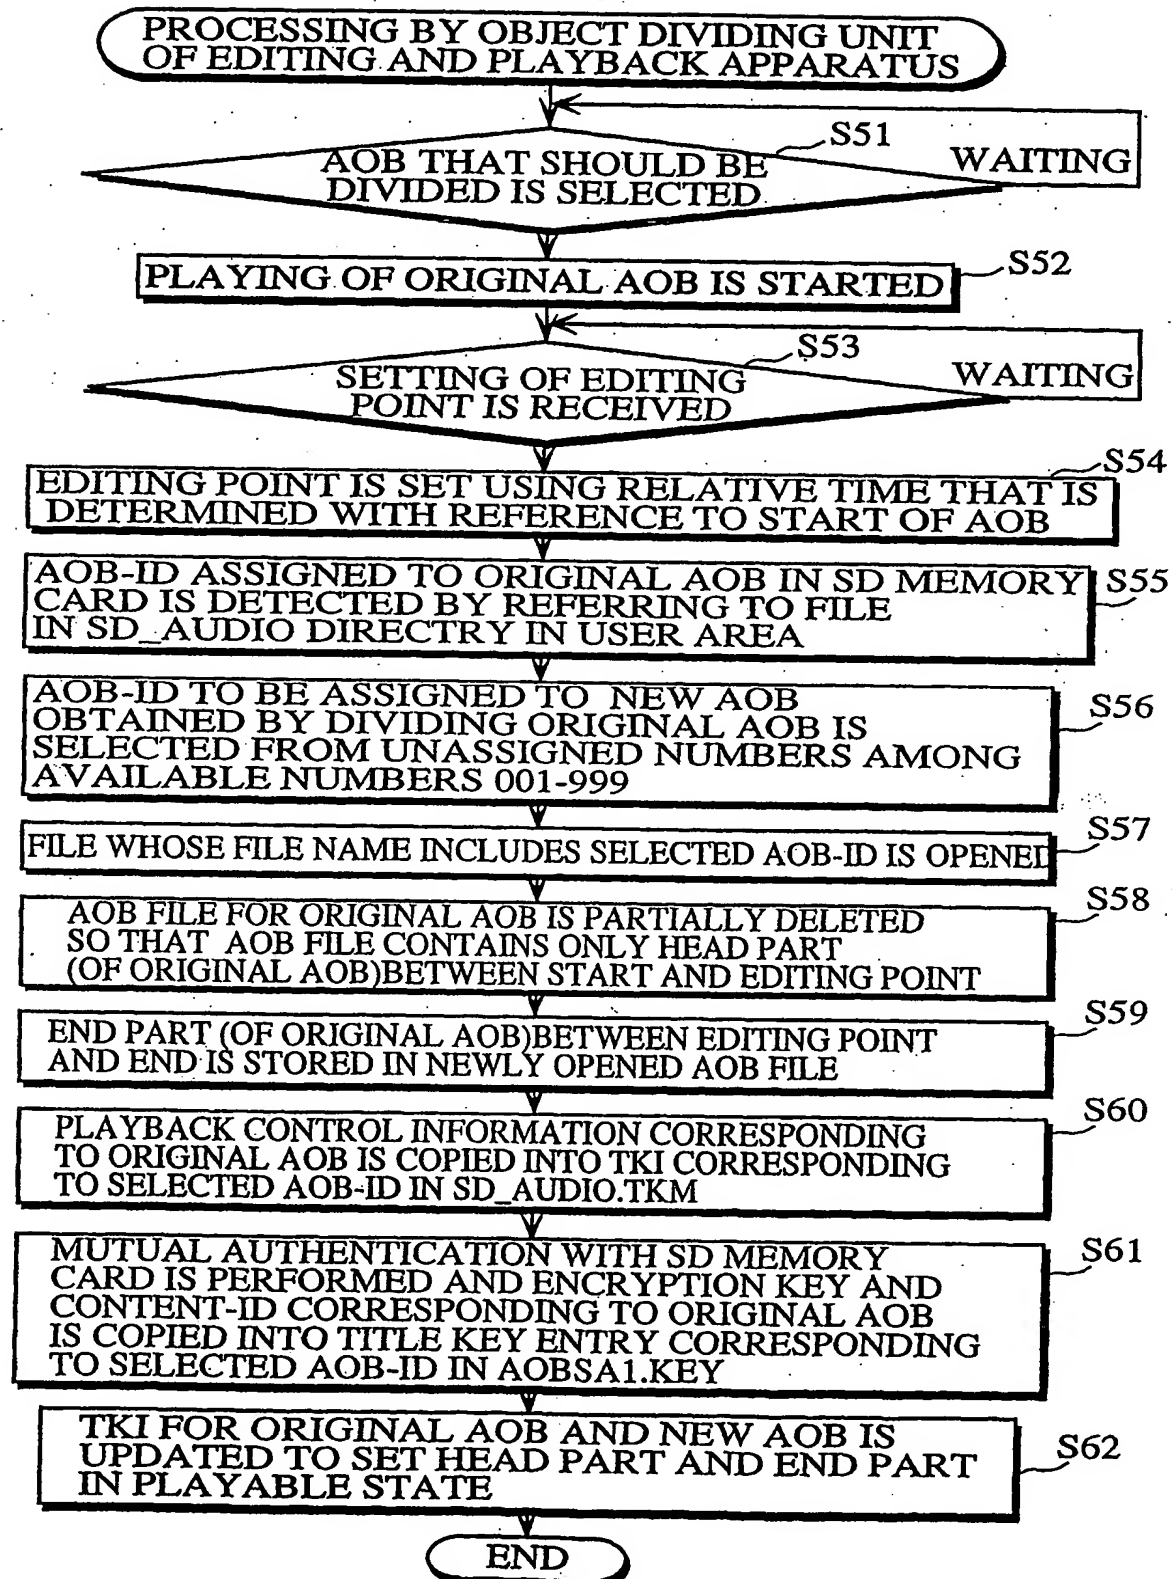 PROCESSING BY OBJECT DIVIDING UNIT
OF EDITING AND PLAYBACK APPARATUS
S51
WAITING
AOB THAT SHOULD BE
DIVIDED IS SELECTED
S52
PLAYING OF ORIGINAL AOB IS STARTED
S53
WAITING
SETTING OF EDITING
POINT IS RECEIVED
S54
EDITING POINT IS SET USING RELATIVE TIME THAT IS
DETERMINED WITH REFERENCE TO START OF AOB
S55
AOB-ID ASSIGNED TO ORIGINAL AOB IN SD MEMORY
CARD IS DETECTED BY REFERRING TO FILE
IN SD_AUDIO DIRECTRY IN USER AREA
S56
AOB-ID TO BE ASSIGNED TO NEW AOB
OBTAINED BY DIVIDING ORIGINAL AOB IS
SELECTED FROM UNASSIGNED NUMBERS AMONG
AVAILABLE NUMBERS 001-999
S57
FILE WHOSE FILE NAME INCLUDES SELECTED AOB-ID IS OPENED
S58
AOB FILE FOR ORIGINAL AOB IS PARTIALLY DELETED
SO THAT AOB FILE CONTAINS ONLY HEAD PART
(OF ORIGINAL AOB)BETWEEN START AND EDITING POINT
S59
END PART (OF ORIGINAL AOB)BETWEEN EDITING POINT
AND END IS STORED IN NEWLY OPENED AOB FILE
S60
PLAYBACK CONTROL INFORMATION CORRESPONDING
TO ORIGINAL AOB IS COPIED INTO TKI CORRESPONDING
TO SELECTED AOB-ID IN SD_AUDIO.TKM
S61
MUTUAL AUTHENTICATION WITH SD MEMORY
CARD IS PERFORMED AND ENCRYPTION KEY AND
CONTENT-ID CORRESPONDING TO ORIGINAL AOB
IS COPIED INTO TITLE KEY ENTRY CORRESPONDING
TO SELECTED AOB-ID IN AOBSA1.KEY
S62
TKI FOR ORIGINAL AOB AND NEW AOB IS
UPDATED TO SET HEAD PART AND END PART
IN PLAYABLE STATE
END